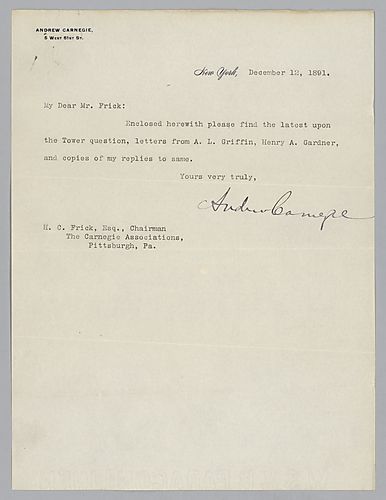 ANDREW CARNEGIE,
5 WEST 51ST ST.
New York, December 12, 1891.
My Dear Mr. Frick:
Enclosed herewith please find the latest upon
the Tower question, letters from A. L. Griffin, Henry A. Gardner,
and copies of my replies to same.
Yours very truly,
Andrew Carnegie
H. C. Frick, Esq., Chairman
The Carnegie Associations,
Pittsburgh, Pa.